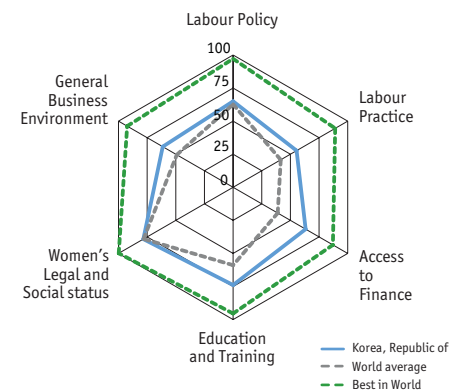 Labour Policy
100
75
50
25
0
General
Business
Environment
Labour
Practice
Women's
Legal and
Social status
Access
to
Finance
Education
and Training
Korea, Republic of
World average
Best in World